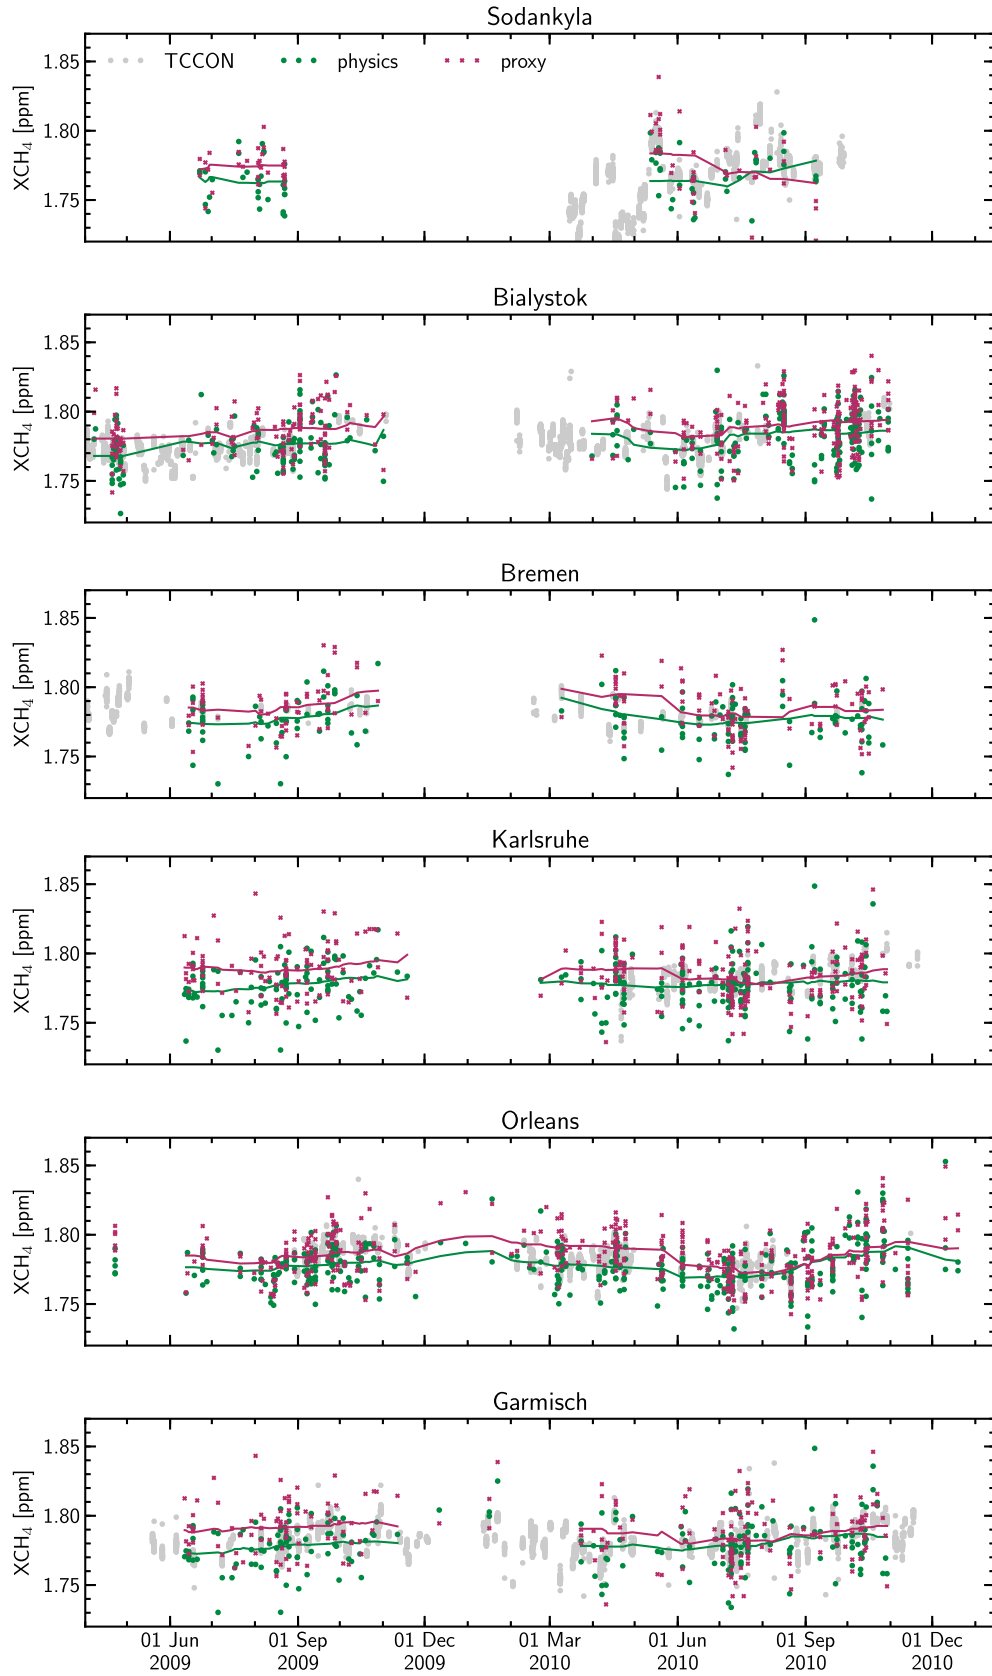 Sodankyla
TCCON physics proxy
1.85
1.80
1.75
XCH₄ [ppm]
Bialystok
1.85
1.80
1.75
XCH₄ [ppm]
Bremen
1.85
1.80
1.75
XCH₄ [ppm]
Karlsruhe
1.85
1.80
1.75
XCH₄ [ppm]
Orleans
1.85
1.80
1.75
XCH₄ [ppm]
Garmisch
1.85
1.80
1.75
XCH₄ [ppm]
01 Jun 01 Sep 01 Dec 01 Mar 01 Jun 01 Sep 01 Dec
2009 2009 2009 2010 2010 2010 2010